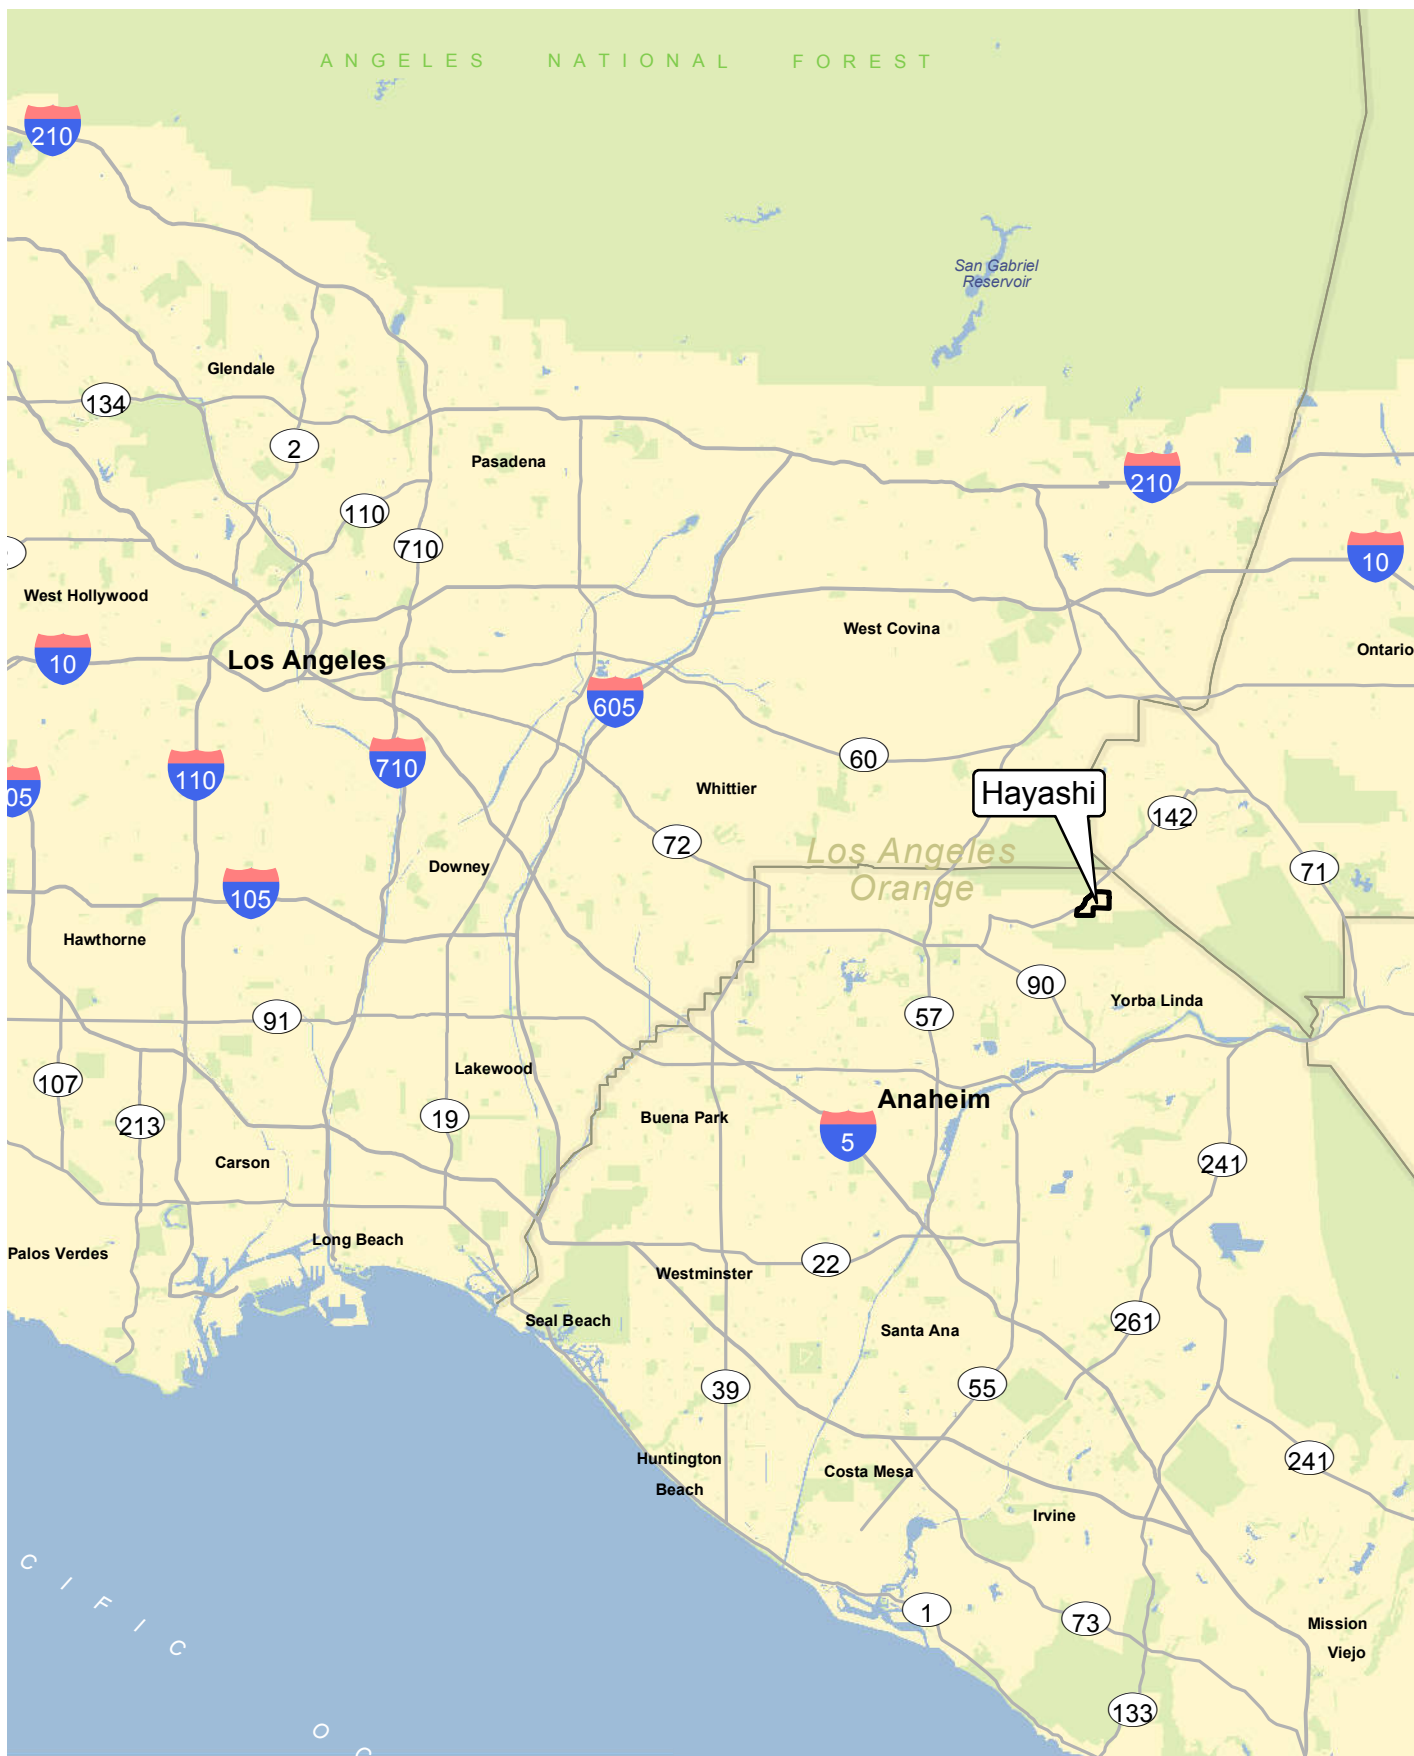 ANGELES NATIONAL FOREST
210
San Gabriel
Reservoir
Glendale
134
2
Pasadena
210
110
710
10
West Hollywood
West Covina
10
Los Angeles
Ontario
605
60
110
710
05
Whittier
Hayashi
142
72
Los Angeles
Orange
Downey
71
105
Hawthorne
90
Yorba Linda
91
57
Lakewood
107
Anaheim
19
Buena Park
213
5
Carson
241
Palos Verdes
Long Beach
22
Westminster
Seal Beach
Santa Ana
261
39
55
Huntington
Beach
Costa Mesa
241
Irvine
CIFIC
1
73
Mission
Viejo
133
O C